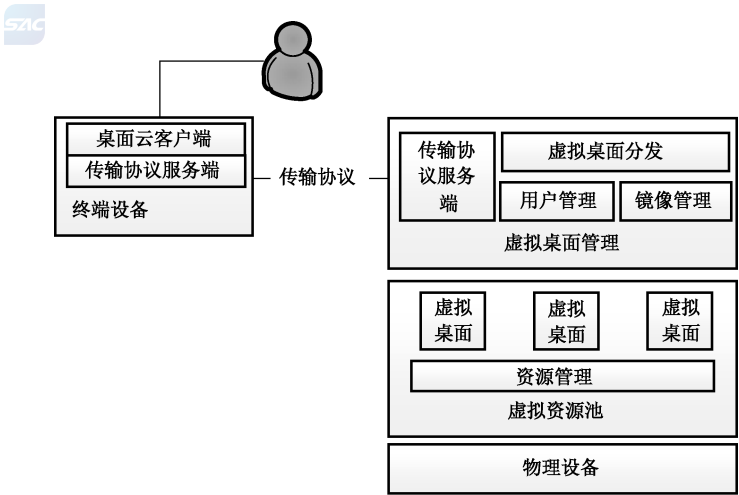 SAC
桌面云客户端
传输协议服务端
终端设备
传输协议
传输协
议服务
端
虚拟桌面分发
用户管理
镜像管理
虚拟桌面管理
虚拟
桌面
虚拟
桌面
虚拟
桌面
资源管理
虚拟资源池
物理设备